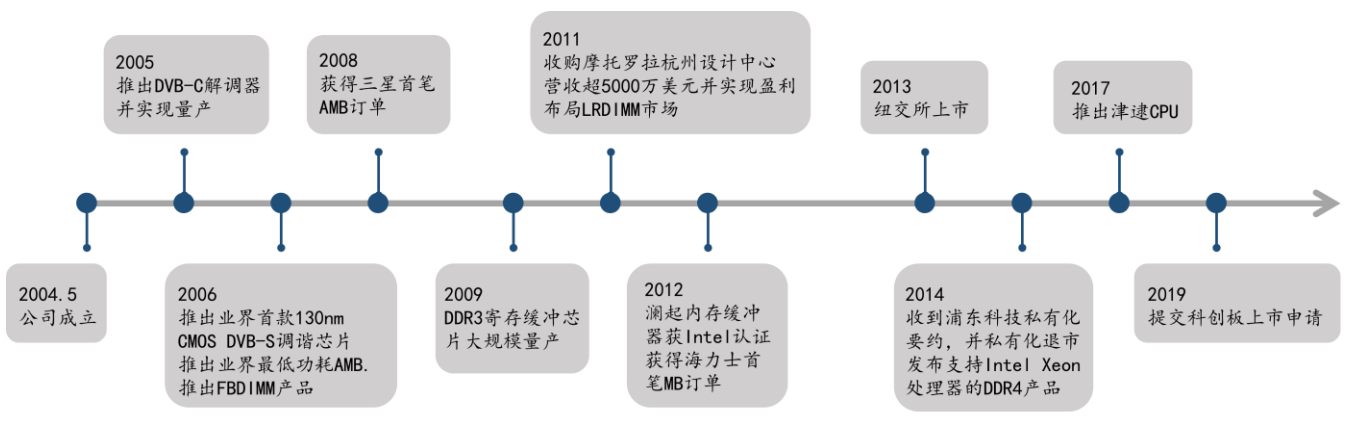 2004.5
公司成立
2005
推出DVB-C解调器
并实现量产
2006
推出业界首款130nm
CMOS DVB-S调谐芯片
推出业界最低功耗AMB.
推出FBDIMM产品
2008
获得三星首笔
AMB订单
2009
DDR3寄存缓冲芯
片大规模量产
2011
收购摩托罗拉杭州设计中心
营收超5000万美元并实现盈利
布局LRDIMM市场
2012
澜起内存缓冲
器获Intel认证
获得海力士首
笔MB订单
2013
纽交所上市
2014
收到浦东科技私有化
要约，并私有化退市
发布支持Intel Xeon
处理器的DDR4产品
2017
推出津逮CPU
2019
提交科创板上市申请